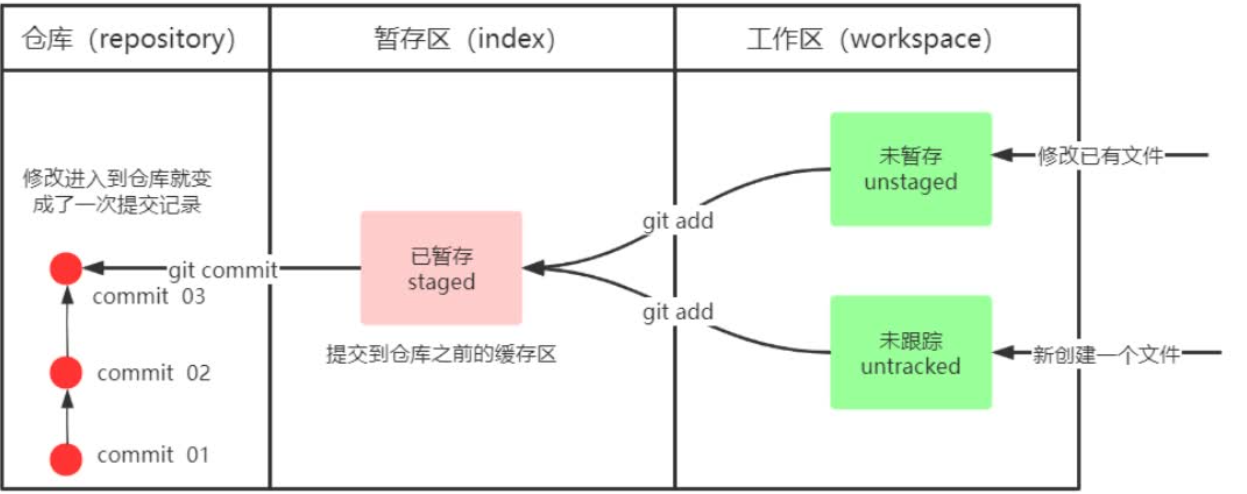 仓库（repository）
暂存区（index）
工作区（workspace）
修改进入到仓库就变
成了一次提交记录
git commit
commit 03
commit 02
commit 01
已暂存
staged
提交到仓库之前的缓存区
git add
git add
未暂存
unstaged
修改已有文件
未跟踪
untracked
新创建一个文件